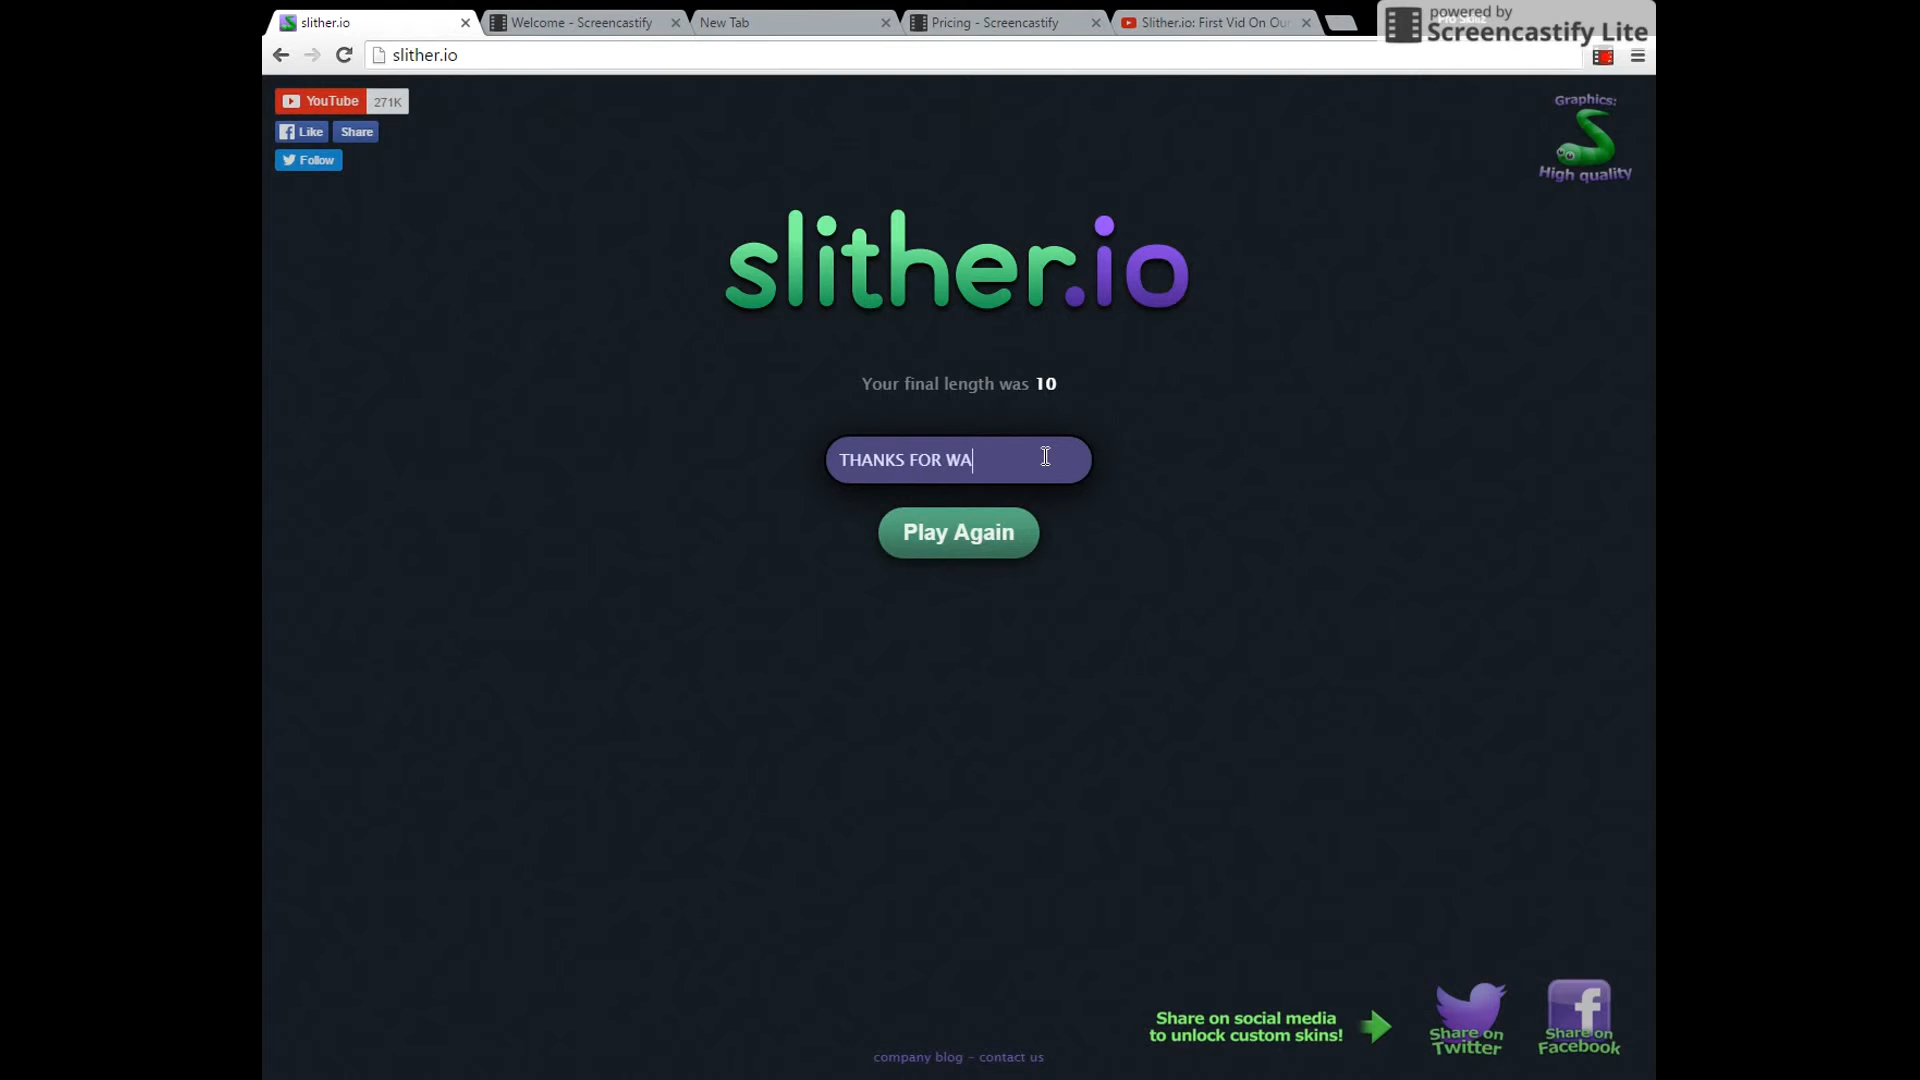 slither.io
Welcome - Screencastify
New Tab
Pricing - Screencastify
Slither.io: First Vid On Ou
powered by
Screencastify Lite
slither.io
YouTube 271K
Like Share
Follow
Graphics:
High quality
slither.io
Your final length was 10
THANKS FOR WA
Play Again
Share on social media
to unlock custom skins!
Share on
Twitter
Share on
Facebook
company blog - contact us